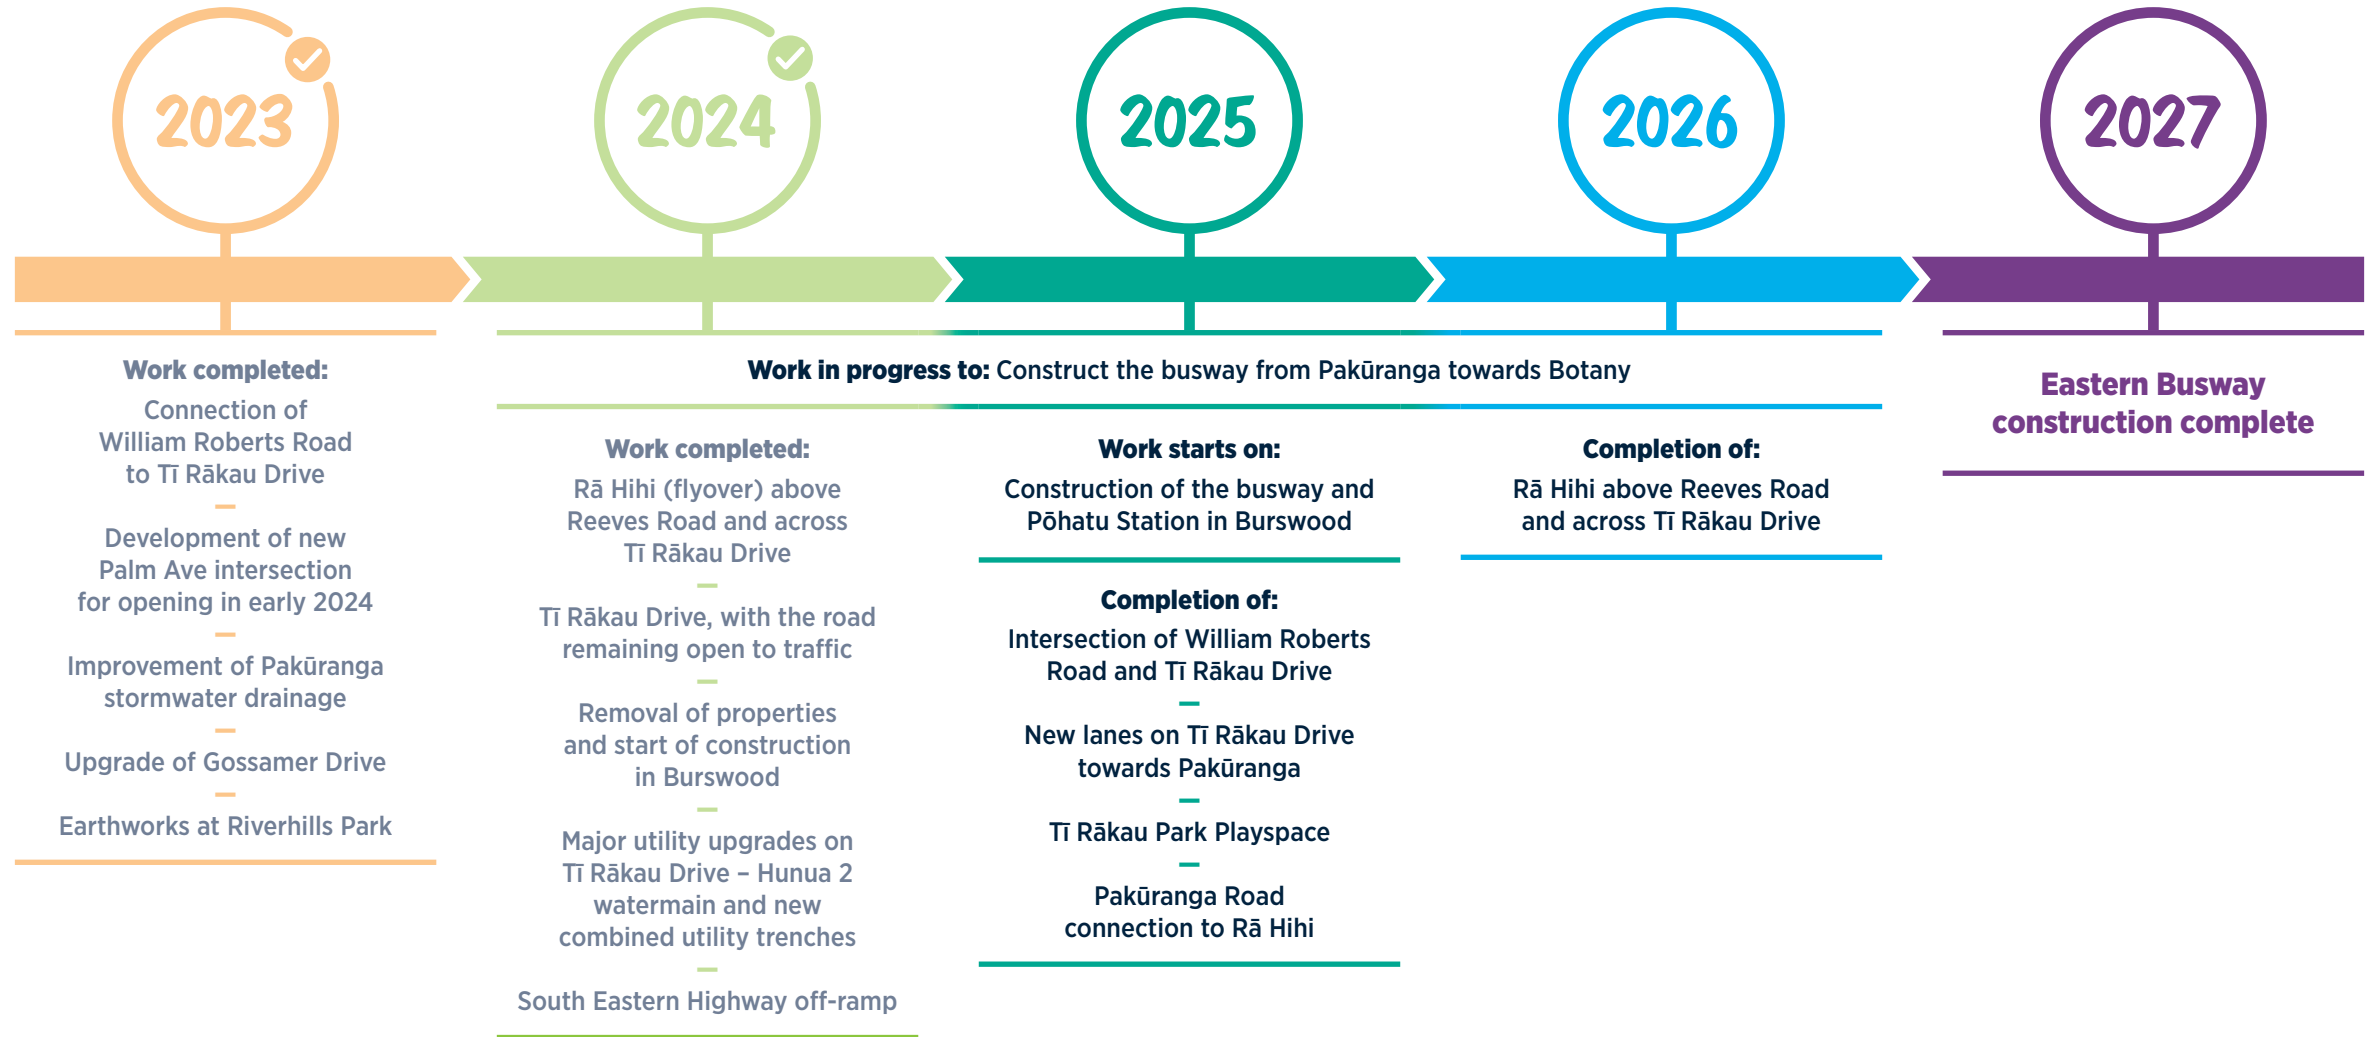 2023
2024
2025
2026
2027
Work completed:
Connection of
William Roberts Road
to Tī Rākau Drive
Development of new
Palm Ave intersection
for opening in early 2024
Improvement of Pakūranga
stormwater drainage
Upgrade of Gossamer Drive
Earthworks at Riverhills Park
Work in progress to: Construct the busway from Pakūranga towards Botany
Work completed:
Rā Hihi (flyover) above
Reeves Road and across
Tī Rākau Drive
Tī Rākau Drive, with the road
remaining open to traffic
Removal of properties
and start of construction
in Burswood
Major utility upgrades on
Tī Rākau Drive – Hunua 2
watermain and new
combined utility trenches
South Eastern Highway off-ramp
Work starts on:
Construction of the busway and
Pōhatu Station in Burswood
Completion of:
Intersection of William Roberts
Road and Tī Rākau Drive
New lanes on Tī Rākau Drive
towards Pakūranga
Tī Rākau Park Playspace
Pakūranga Road
connection to Rā Hihi
Completion of:
Rā Hihi above Reeves Road
and across Tī Rākau Drive
Eastern Busway
construction complete